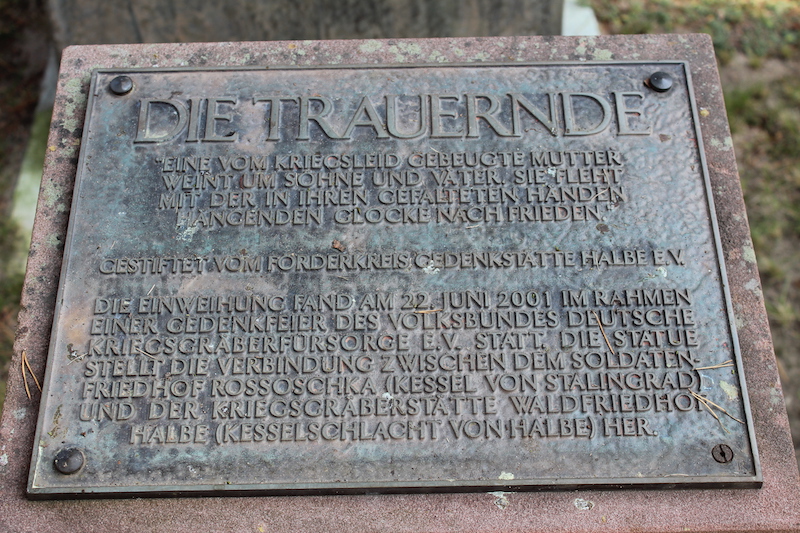 DIE TRAUERNDE
"EINE VOM KRIEGSLEID GEBEUGTE MUTTER
WEINT UM SÖHNE UND VÄTER. SIE FLEHT
MIT DER IN IHREN GEFALTETEN HÄNDEN
HÄNGENDEN GLOCKE NACH FRIEDEN."
GESTIFTET VOM FÖRDERKREIS GEDENKSTÄTTE HALBE E.V.
DIE EINWEIHUNG FAND AM 22. JUNI 2001 IM RAHMEN
EINER GEDENKFEIER DES VOLKSBUNDES DEUTSCHE
KRIEGSGRÄBERFÜRSORGE E.V. STATT. DIE STATUE
STELLT DIE VERBINDUNG ZWISCHEN DEM SOLDATEN-
FRIEDHOF ROSSOSCHKA (KESSEL VON STALINGRAD)
UND DER KRIEGSGRÄBERSTÄTTE WALDFRIEDHOF
HALBE (KESSELSCHLACHT VON HALBE) HER.